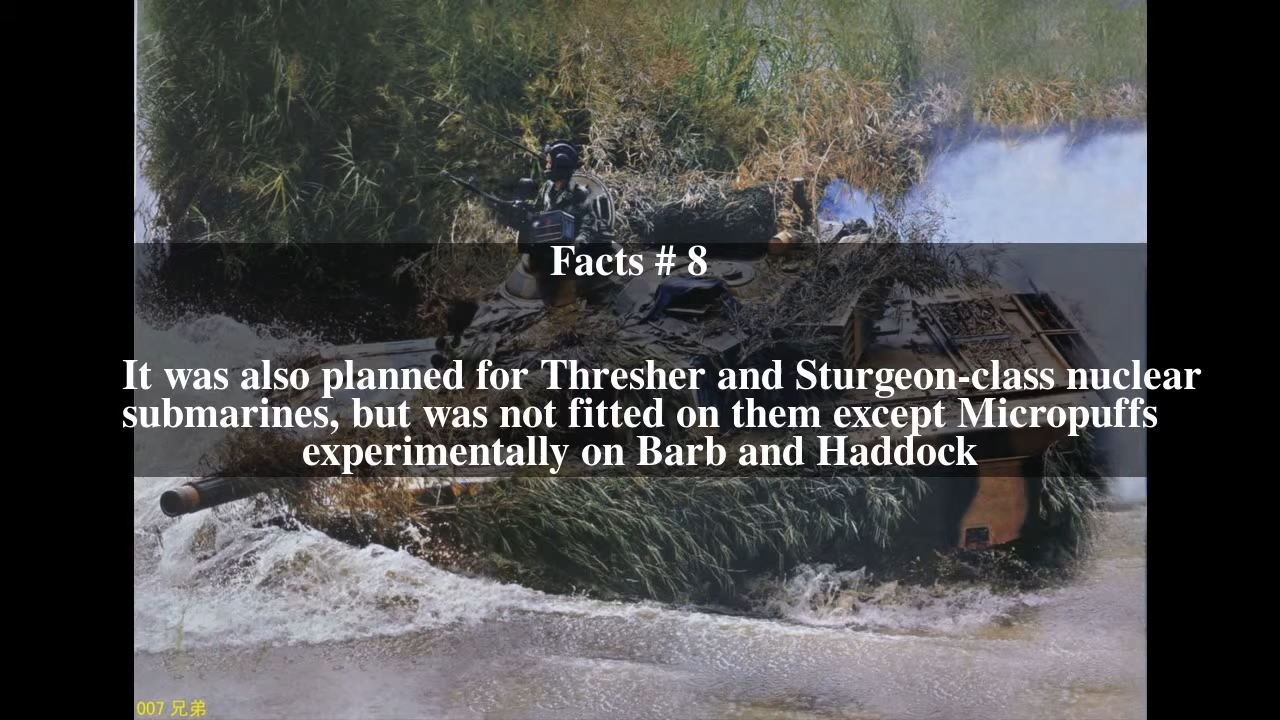 Facts # 8
It was also planned for Thresher and Sturgeon-class nuclear
submarines, but was not fitted on them except Micropuffs
experimentally on Barb and Haddock
007 兄弟